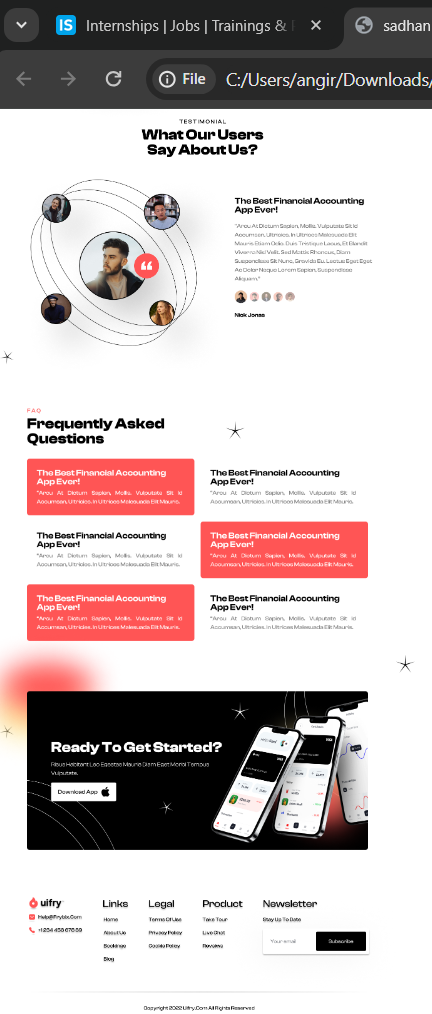 Internships | Jobs | Trainings &
sadhan
File
C:/Users/angir/Downloads/
TESTIMONIAL
What Our Users
Say About Us?
The Best Financial Accounting
App Ever!
"Arcu At Dictum Sapien, Mollis. Vulputate Sit Id
Accumsan, Ultricies. In Ultrices Malesuada Elit
Mauris Etiam Odio. Duis Tristique Lacus, Et Blandit
Viverra Nisl Velit. Sed Mattis Rhoncus, Diam
Suspendisse Sit Nunc, Gravida Eu. Lectus Eget Eget
Ac Dolor Neque Lorem Sapien, Suspendisse
Aliquam."
Nick Jonas
FAQ
Frequently Asked
Questions
The Best Financial Accounting
App Ever!
"Arcu At Dictum Sapien, Mollis. Vulputate Sit Id
Accumsan, Ultricies. In Ultrices Malesuada Elit Mauris.
The Best Financial Accounting
App Ever!
"Arcu At Dictum Sapien, Mollis. Vulputate Sit Id
Accumsan, Ultricies. In Ultrices Malesuada Elit Mauris.
The Best Financial Accounting
App Ever!
"Arcu At Dictum Sapien, Mollis. Vulputate Sit Id
Accumsan, Ultricies. In Ultrices Malesuada Elit Mauris.
The Best Financial Accounting
App Ever!
"Arcu At Dictum Sapien, Mollis. Vulputate Sit Id
Accumsan, Ultricies. In Ultrices Malesuada Elit Mauris.
The Best Financial Accounting
App Ever!
"Arcu At Dictum Sapien, Mollis. Vulputate Sit Id
Accumsan, Ultricies. In Ultrices Malesuada Elit Mauris.
The Best Financial Accounting
App Ever!
"Arcu At Dictum Sapien, Mollis. Vulputate Sit Id
Accumsan, Ultricies. In Ultrices Malesuada Elit Mauris.
Ready To Get Started?
Risus Habitant Leo Egestas Mauris Diam Eget Morbi Tempus
Vulputate.
Download App
uifry
Help@Frybix.Com
+1234 456 678 89
Links
Home
About Us
Bookings
Blog
Legal
Terms Of Use
Privacy Policy
Cookie Policy
Product
Take Tour
Live Chat
Reviews
Newsletter
Stay Up To Date
Your email
Subscribe
Copyright 2022 Uifry.Com All Rights Reserved